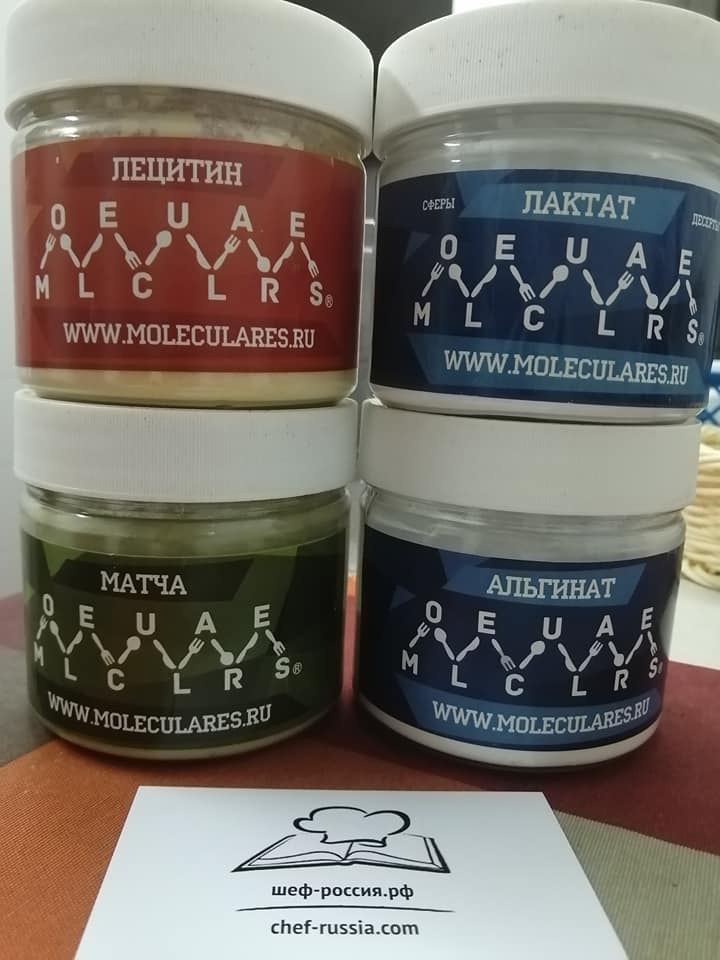 ЛЕЦИТИН
O E U A E
M L C L R S®
WWW.MOLECULARES.RU
СФЕРЫ
ЛАКТАТ
ДЕСЕРТЫ
O E U A E
M L C L R S®
WWW.MOLECULARES.RU
МАТЧА
O E U A E
M L C L R S®
WWW.MOLECULARES.RU
АЛЬГИНАТ
O E U A E
M L C L R S®
WWW.MOLECULARES.RU
шеф-россия.рф
chef-russia.com